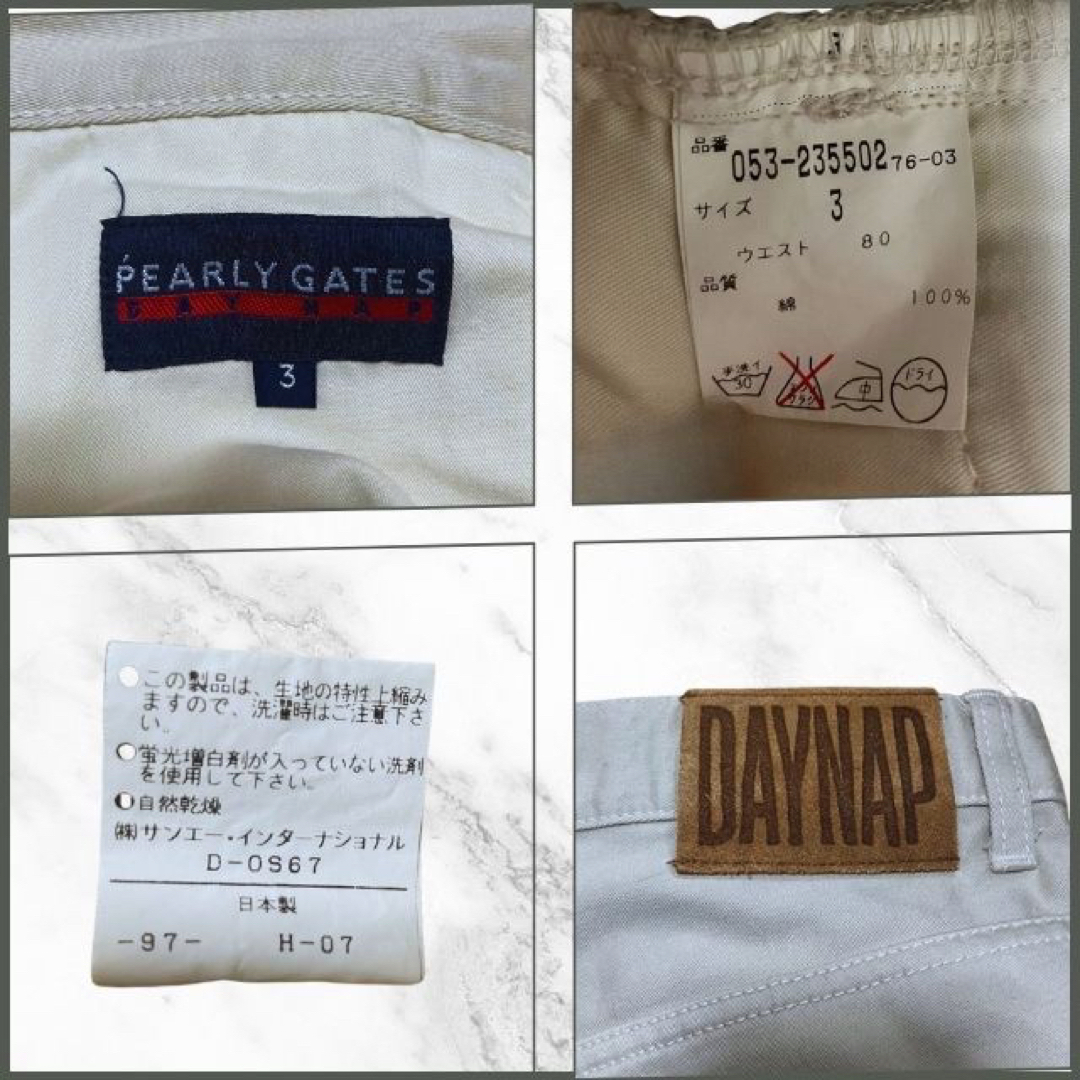 PEARLY GATES
DAY NAP
3
品番 053-235502 76-03
サイズ 3
ウエスト 80
品質
綿 100%
手洗イ 30
中
ドライ
この製品は、生地の特性上縮み
ますので、洗濯時はご注意下さ
い。
蛍光増白剤が入っていない洗剤
を使用して下さい。
自然乾燥
㈱サンエー・インターナショナル
D-0S67
日本製
-97- H-07
DAYNAP